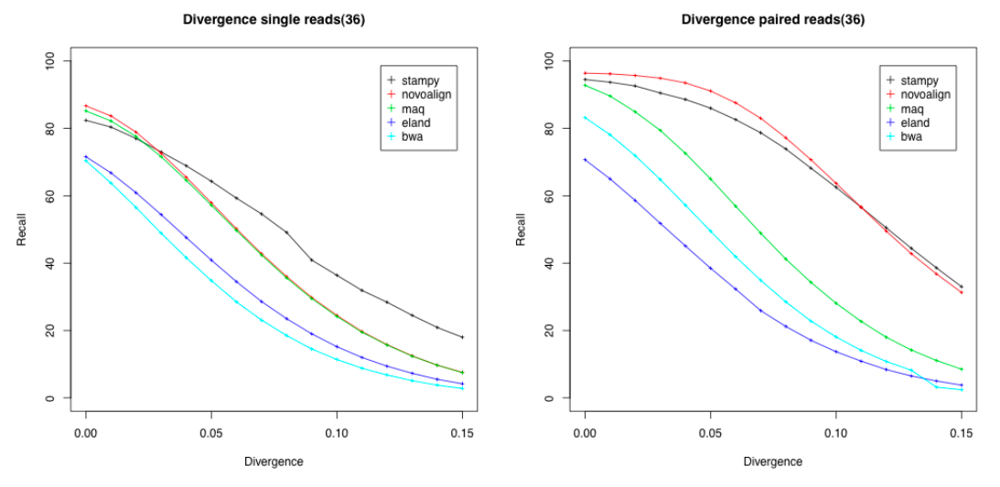 Divergence single reads(36)
Recall
100
80
60
40
20
0
stampy
novoalign
maq
eland
bwa
0.00 0.05 0.10 0.15
Divergence
Divergence paired reads(36)
Recall
100
80
60
40
20
0
stampy
novoalign
maq
eland
bwa
0.00 0.05 0.10 0.15
Divergence